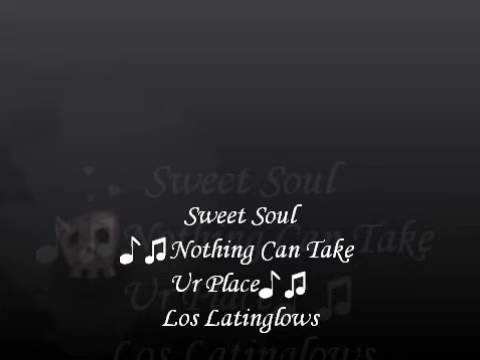 Sweet Soul
♪♫Nothing Can Take
Ur Place♪♫
Los Latinglows